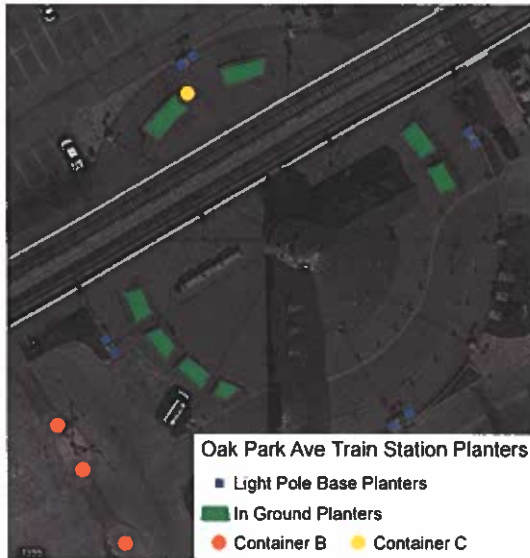 Oak Park Ave Train Station Planters
Light Pole Base Planters
In Ground Planters
Container B Container C